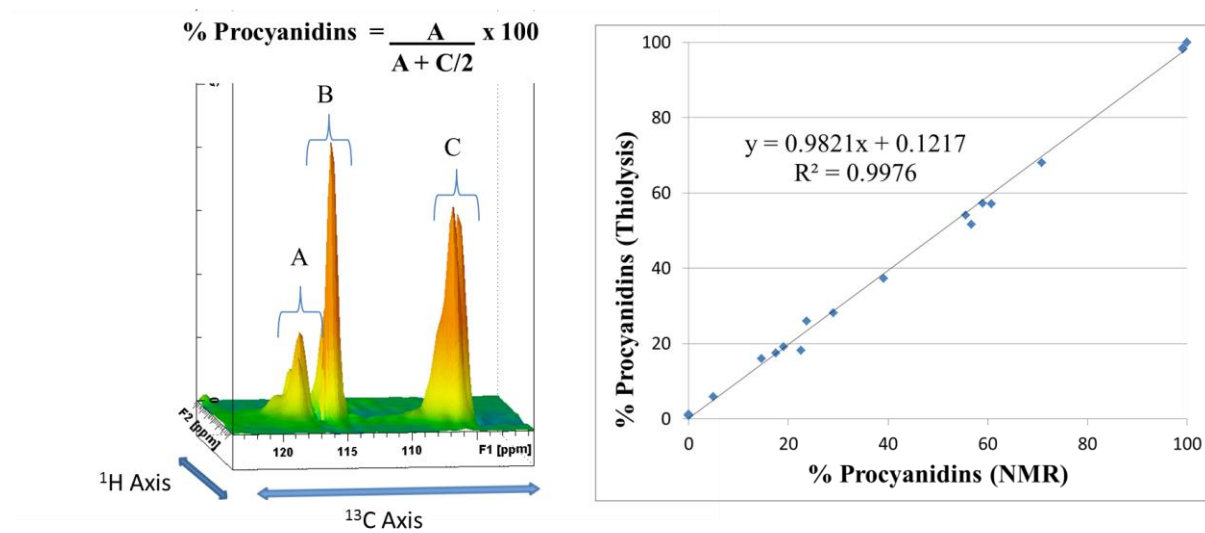 % Procyanidins = A x 100
A + C/2
B
C
A
0
F2 [ppm]
120 115 110 F1 [ppm]
¹H Axis
¹³C Axis
100
80
60
40
20
0
% Procyanidins (Thiolysis)
y = 0.9821x + 0.1217
R² = 0.9976
0 20 40 60 80 100
% Procyanidins (NMR)